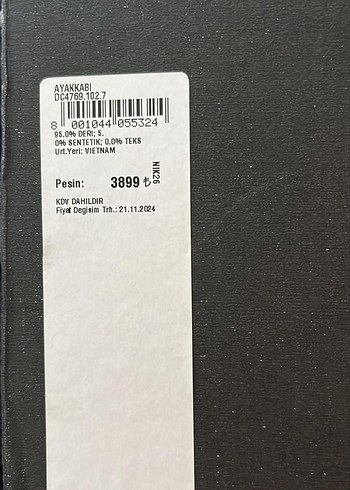 AYAKKABI
DC4769.102.7
8 001044 055324
95.0% DERI; 5.
0% SENTETIK; 0.0% TEKS
Urt.Yeri: VIETNAM
NIK26
Pesin: 3899 ₺
KDV DAHILDIR
Fiyat Degisim Trh.: 21.11.2024